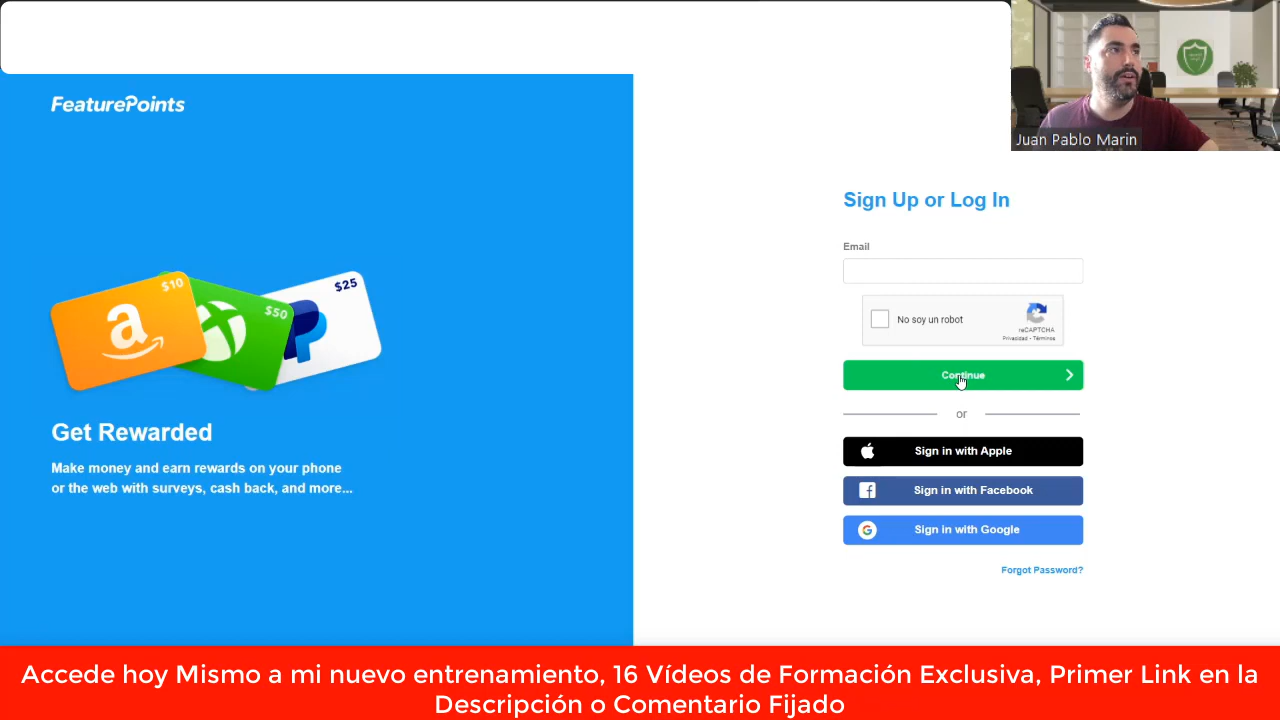 FeaturePoints
Juan Pablo Marin
Sign Up or Log In
Email
No soy un robot
reCAPTCHA
Privacidad - Términos
Continue
or
Sign in with Apple
Sign in with Facebook
Sign in with Google
Forgot Password?
$10
$50
$25
Get Rewarded
Make money and earn rewards on your phone
or the web with surveys, cash back, and more...
Accede hoy Mismo a mi nuevo entrenamiento, 16 Vídeos de Formación Exclusiva, Primer Link en la
Descripción o Comentario Fijado